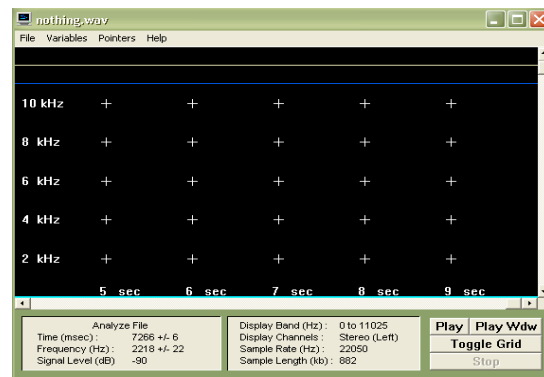 nothing.wav
File Variables Pointers Help
10 kHz
8 kHz
6 kHz
4 kHz
2 kHz
5 sec 6 sec 7 sec 8 sec 9 sec
Analyze File
Time (msec) : 7266 +/- 6
Frequency (Hz) : 2218 +/- 22
Signal Level (dB) -90
Display Band (Hz) : 0 to 11025
Display Channels : Stereo (Left)
Sample Rate (Hz) : 22050
Sample Length (kb) : 882
Play Play Wdw
Toggle Grid
Stop